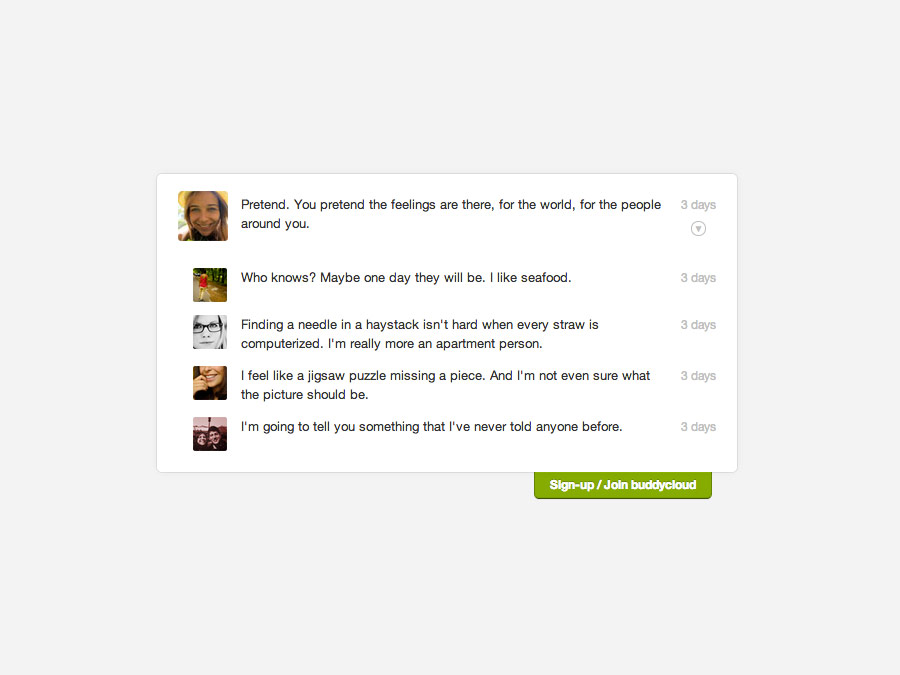 Pretend. You pretend the feelings are there, for the world, for the people
around you.
3 days
Who knows? Maybe one day they will be. I like seafood.
3 days
Finding a needle in a haystack isn't hard when every straw is
computerized. I'm really more an apartment person.
3 days
I feel like a jigsaw puzzle missing a piece. And I'm not even sure what
the picture should be.
3 days
I'm going to tell you something that I've never told anyone before.
3 days
Sign-up / Join buddycloud